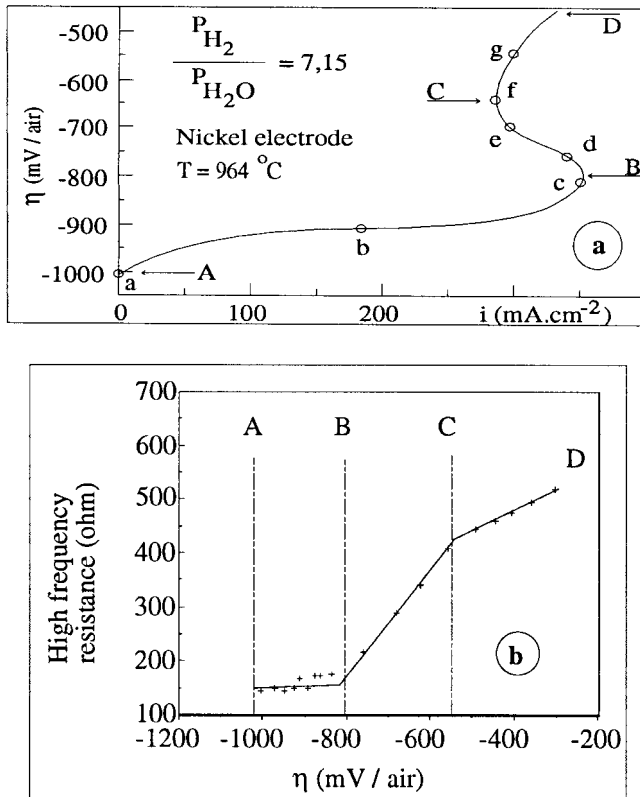 -500
-600
-700
-800
-900
-1000
η (mV / air)
P H2 / P H2O = 7,15
Nickel electrode
T = 964 °C
A
B
C
D
a
b
c
d
e
f
g
a
0
100
200
i (mA.cm-2)
700
600
500
400
300
200
100
High frequency
resistance (ohm)
A
B
C
D
b
-1200
-1000
-800
-600
-400
-200
η (mV / air)